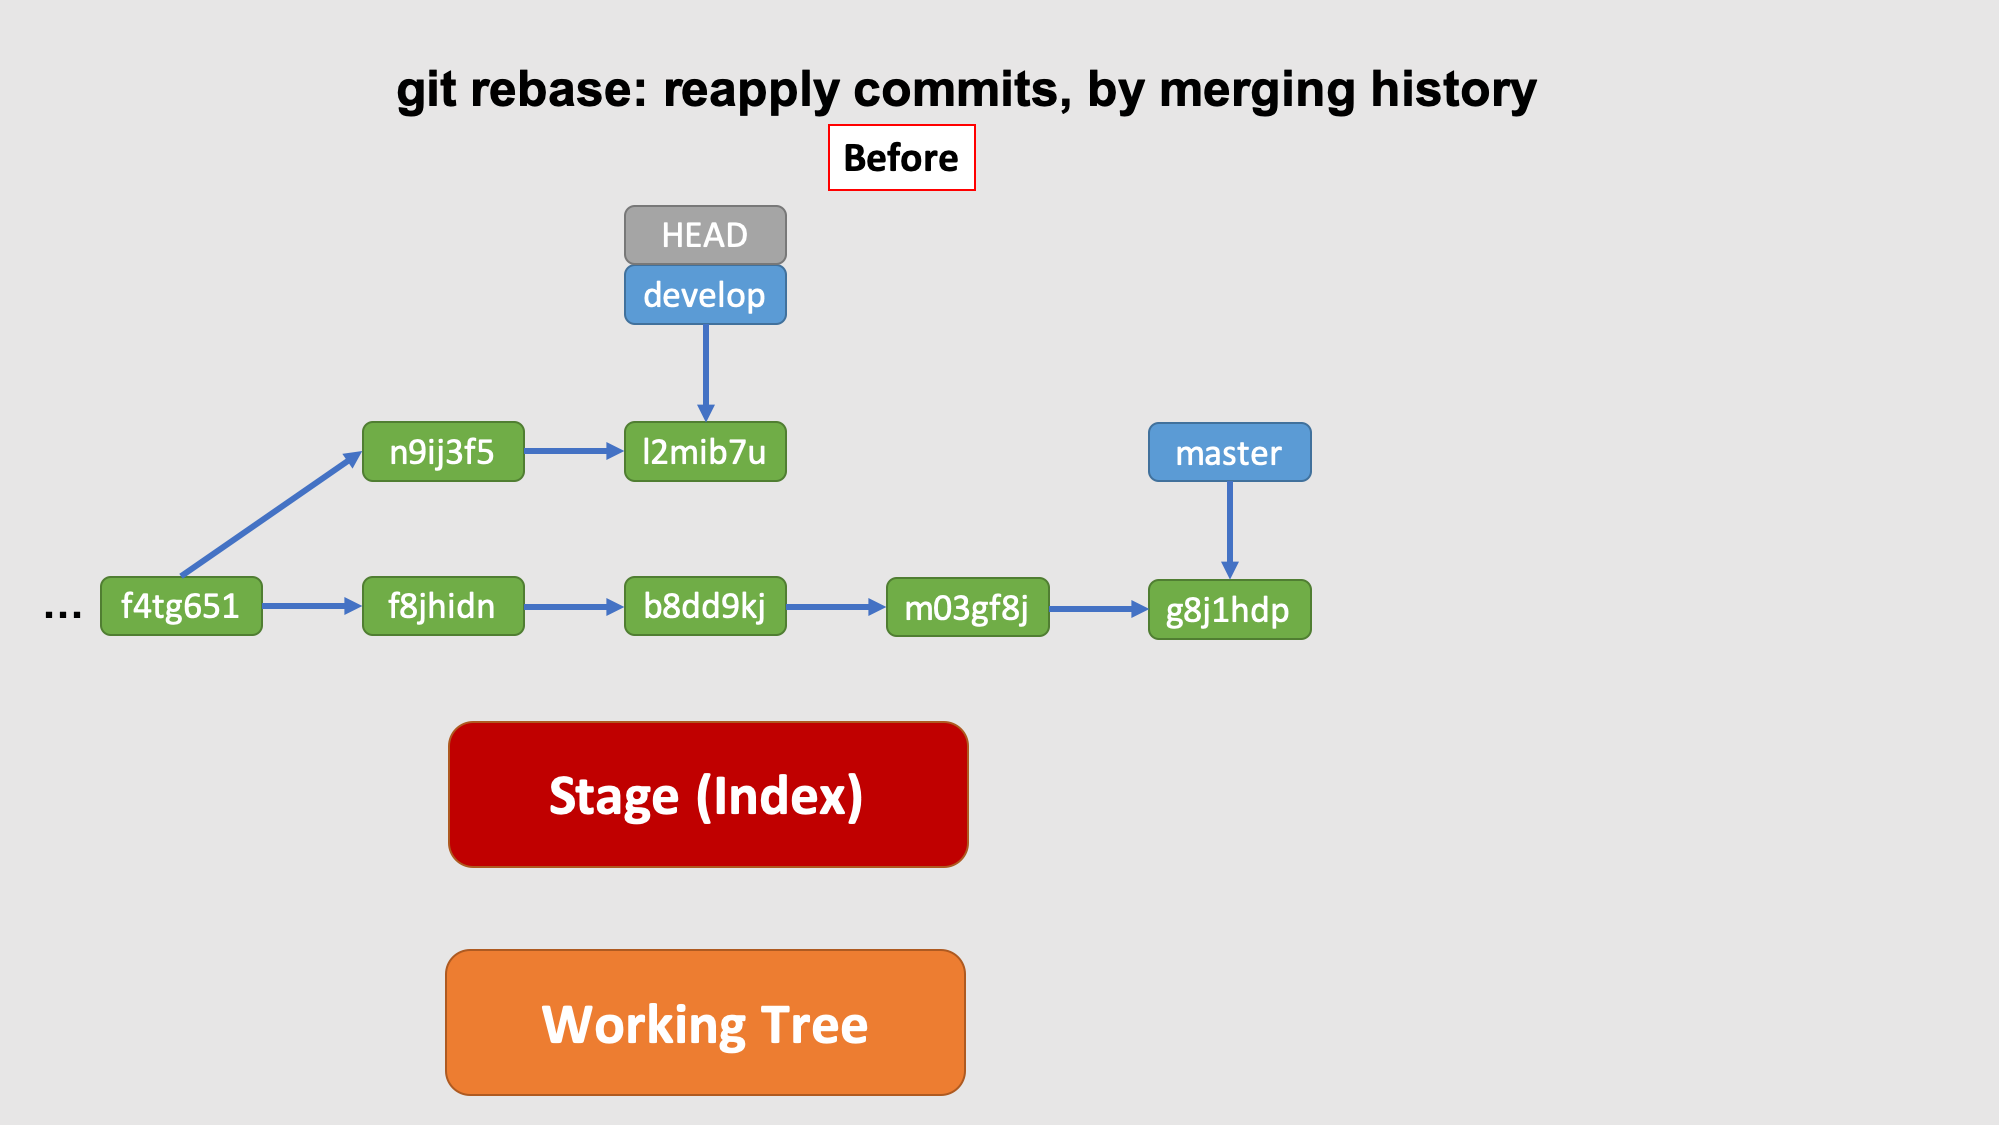 git rebase: reapply commits, by merging history
Before
HEAD
develop
n9ij3f5
l2mib7u
master
...
f4tg651
f8jhidn
b8dd9kj
m03gf8j
g8j1hdp
Stage (Index)
Working Tree